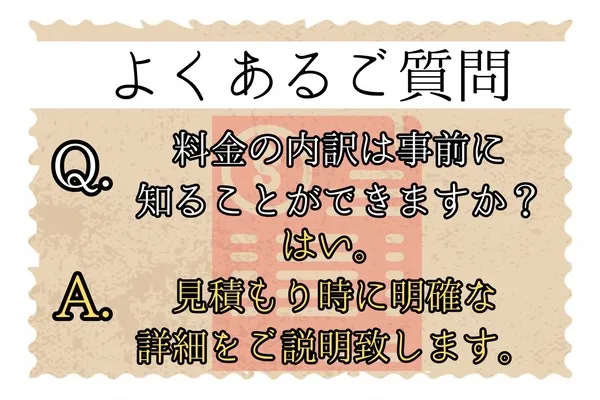 よくあるご質問
Q. 料金の内訳は事前に
知ることができますか？
はい。
A. 見積もり時に明確な
詳細をご説明致します。